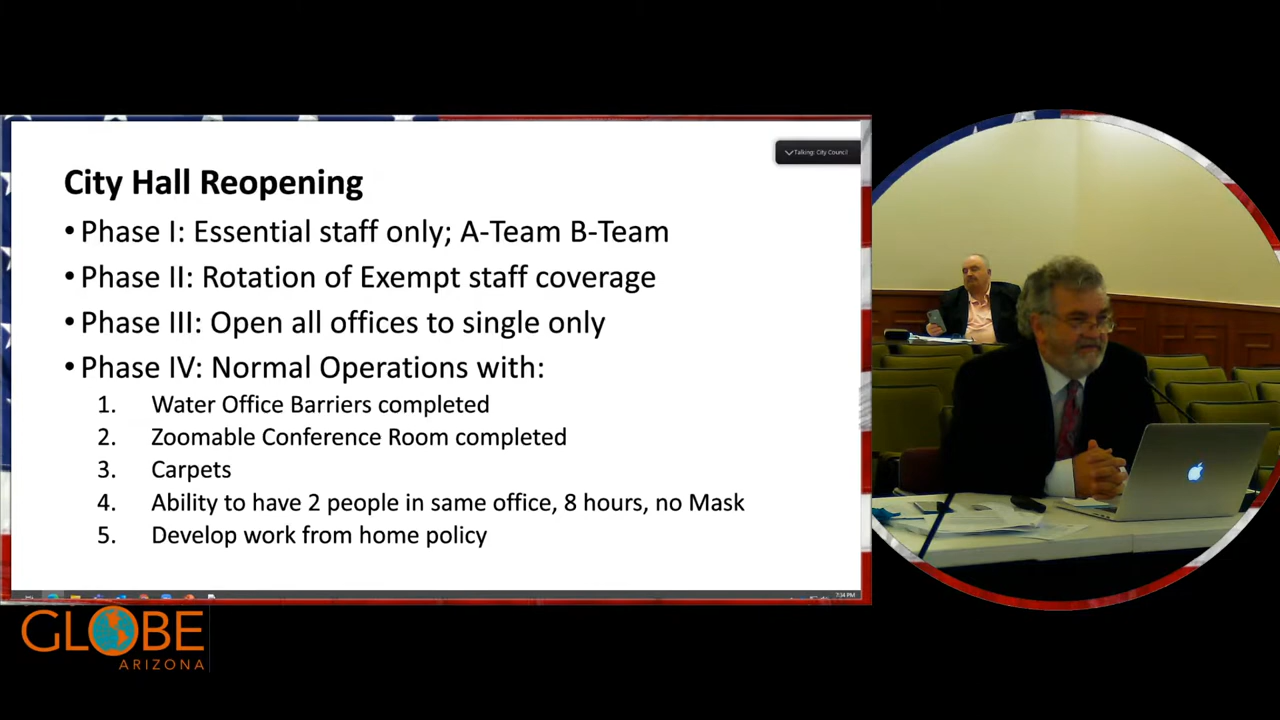 Talking: City Council
City Hall Reopening
• Phase I: Essential staff only; A-Team B-Team
• Phase II: Rotation of Exempt staff coverage
• Phase III: Open all offices to single only
• Phase IV: Normal Operations with:
1. Water Office Barriers completed
2. Zoomable Conference Room completed
3. Carpets
4. Ability to have 2 people in same office, 8 hours, no Mask
5. Develop work from home policy
7:34 PM
GLOBE
ARIZONA